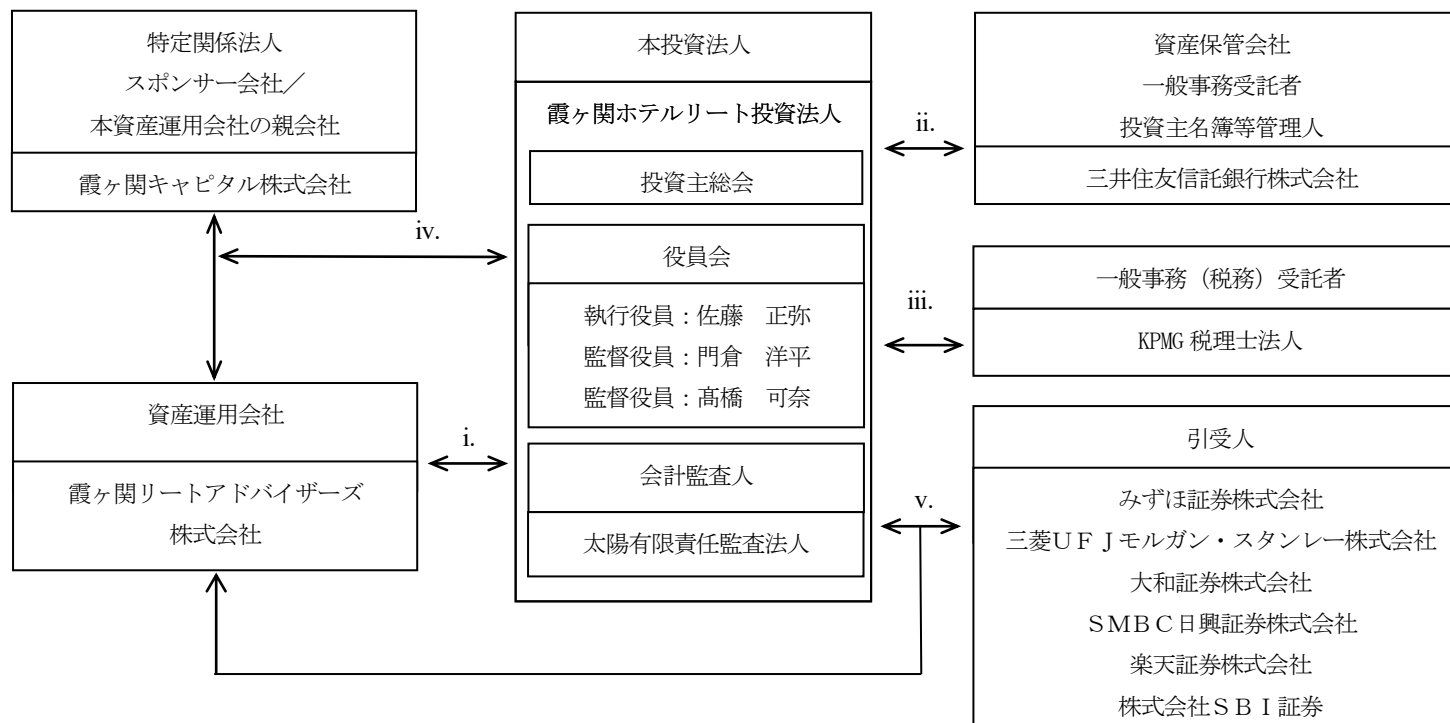 特定関係法人
スポンサー会社／
本資産運用会社の親会社
霞ヶ関キャピタル株式会社
iv.
資産運用会社
霞ヶ関リートアドバイザーズ
株式会社
i.
本投資法人
霞ヶ関ホテルリート投資法人
投資主総会
役員会
執行役員：佐藤　正弥
監督役員：門倉　洋平
監督役員：髙橋　可奈
会計監査人
太陽有限責任監査法人
ii.
資産保管会社
一般事務受託者
投資主名簿等管理人
三井住友信託銀行株式会社
iii.
一般事務（税務）受託者
KPMG 税理士法人
v.
引受人
みずほ証券株式会社
三菱ＵＦＪモルガン・スタンレー株式会社
大和証券株式会社
ＳＭＢＣ日興証券株式会社
楽天証券株式会社
株式会社ＳＢＩ証券